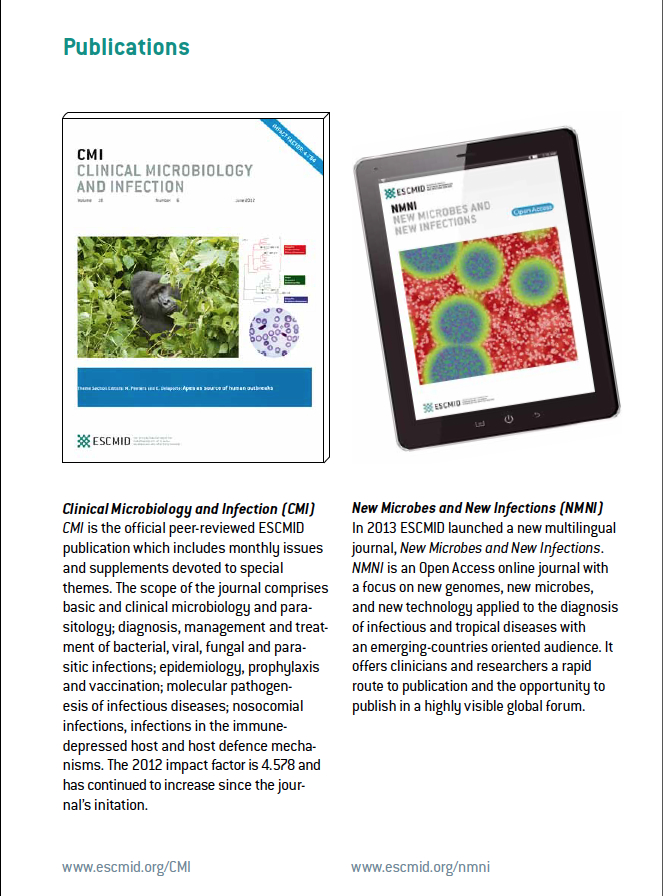 Publications
IMPACT FACTOR: 4.784
CMI
CLINICAL MICROBIOLOGY
AND INFECTION
Volume 18 Number 6 June 2012
Theme Section Editors: M. Peeters and E. Delaporte: Apes as source of human outbreaks
ESCMID
ESCMID
NMNI
NEW MICROBES AND
NEW INFECTIONS
Open Access
ESCMID
Clinical Microbiology and Infection (CMI)
CMI is the official peer-reviewed ESCMID
publication which includes monthly issues
and supplements devoted to special
themes. The scope of the journal comprises
basic and clinical microbiology and para-
sitology; diagnosis, management and treat-
ment of bacterial, viral, fungal and para-
sitic infections; epidemiology, prophylaxis
and vaccination; molecular pathogen-
esis of infectious diseases; nosocomial
infections, infections in the immune-
depressed host and host defence mecha-
nisms. The 2012 impact factor is 4.578 and
has continued to increase since the jour-
nal's initation.
www.escmid.org/CMI
New Microbes and New Infections (NMNI)
In 2013 ESCMID launched a new multilingual
journal, New Microbes and New Infections.
NMNI is an Open Access online journal with
a focus on new genomes, new microbes,
and new technology applied to the diagnosis
of infectious and tropical diseases with
an emerging-countries oriented audience. It
offers clinicians and researchers a rapid
route to publication and the opportunity to
publish in a highly visible global forum.
www.escmid.org/nmni